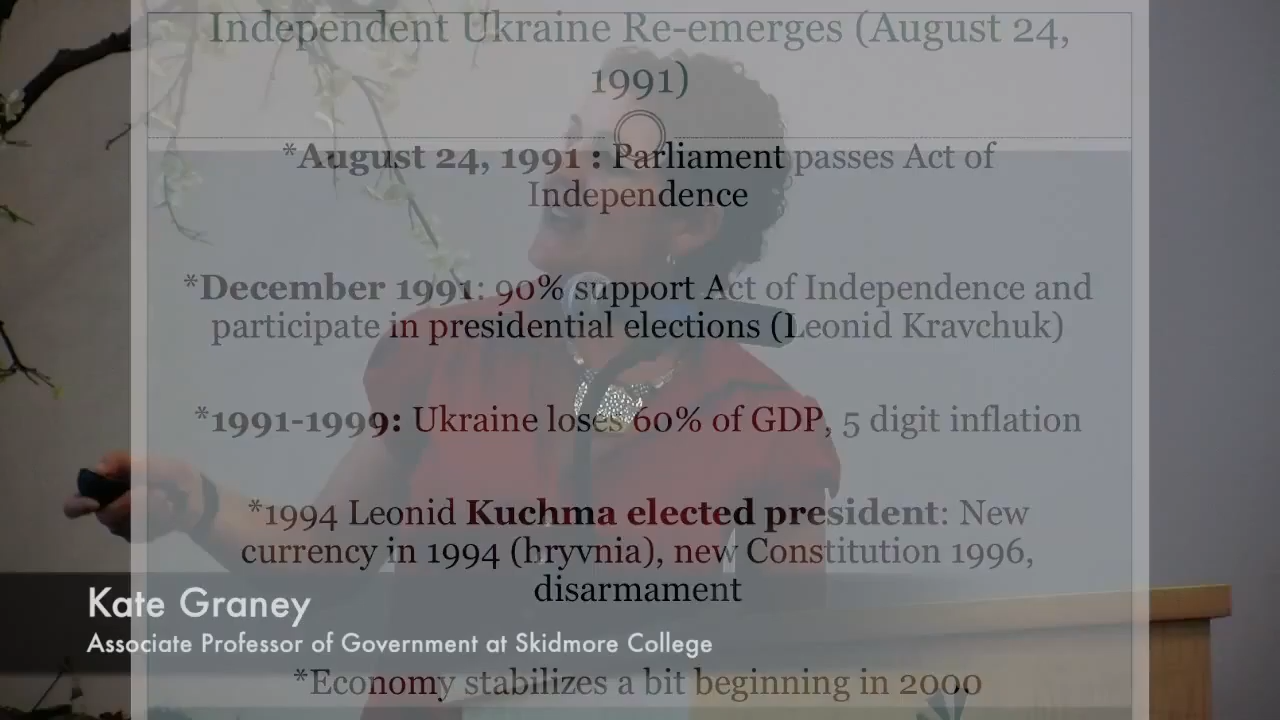 Independent Ukraine Re-emerges (August 24,
1991)
*August 24, 1991 : Parliament passes Act of
Independence
*December 1991: 90% support Act of Independence and
participate in presidential elections (Leonid Kravchuk)
*1991-1999: Ukraine loses 60% of GDP, 5 digit inflation
*1994 Leonid Kuchma elected president: New
currency in 1994 (hryvnia), new Constitution 1996,
disarmament
Kate Graney
Associate Professor of Government at Skidmore College
*Economy stabilizes a bit beginning in 2000